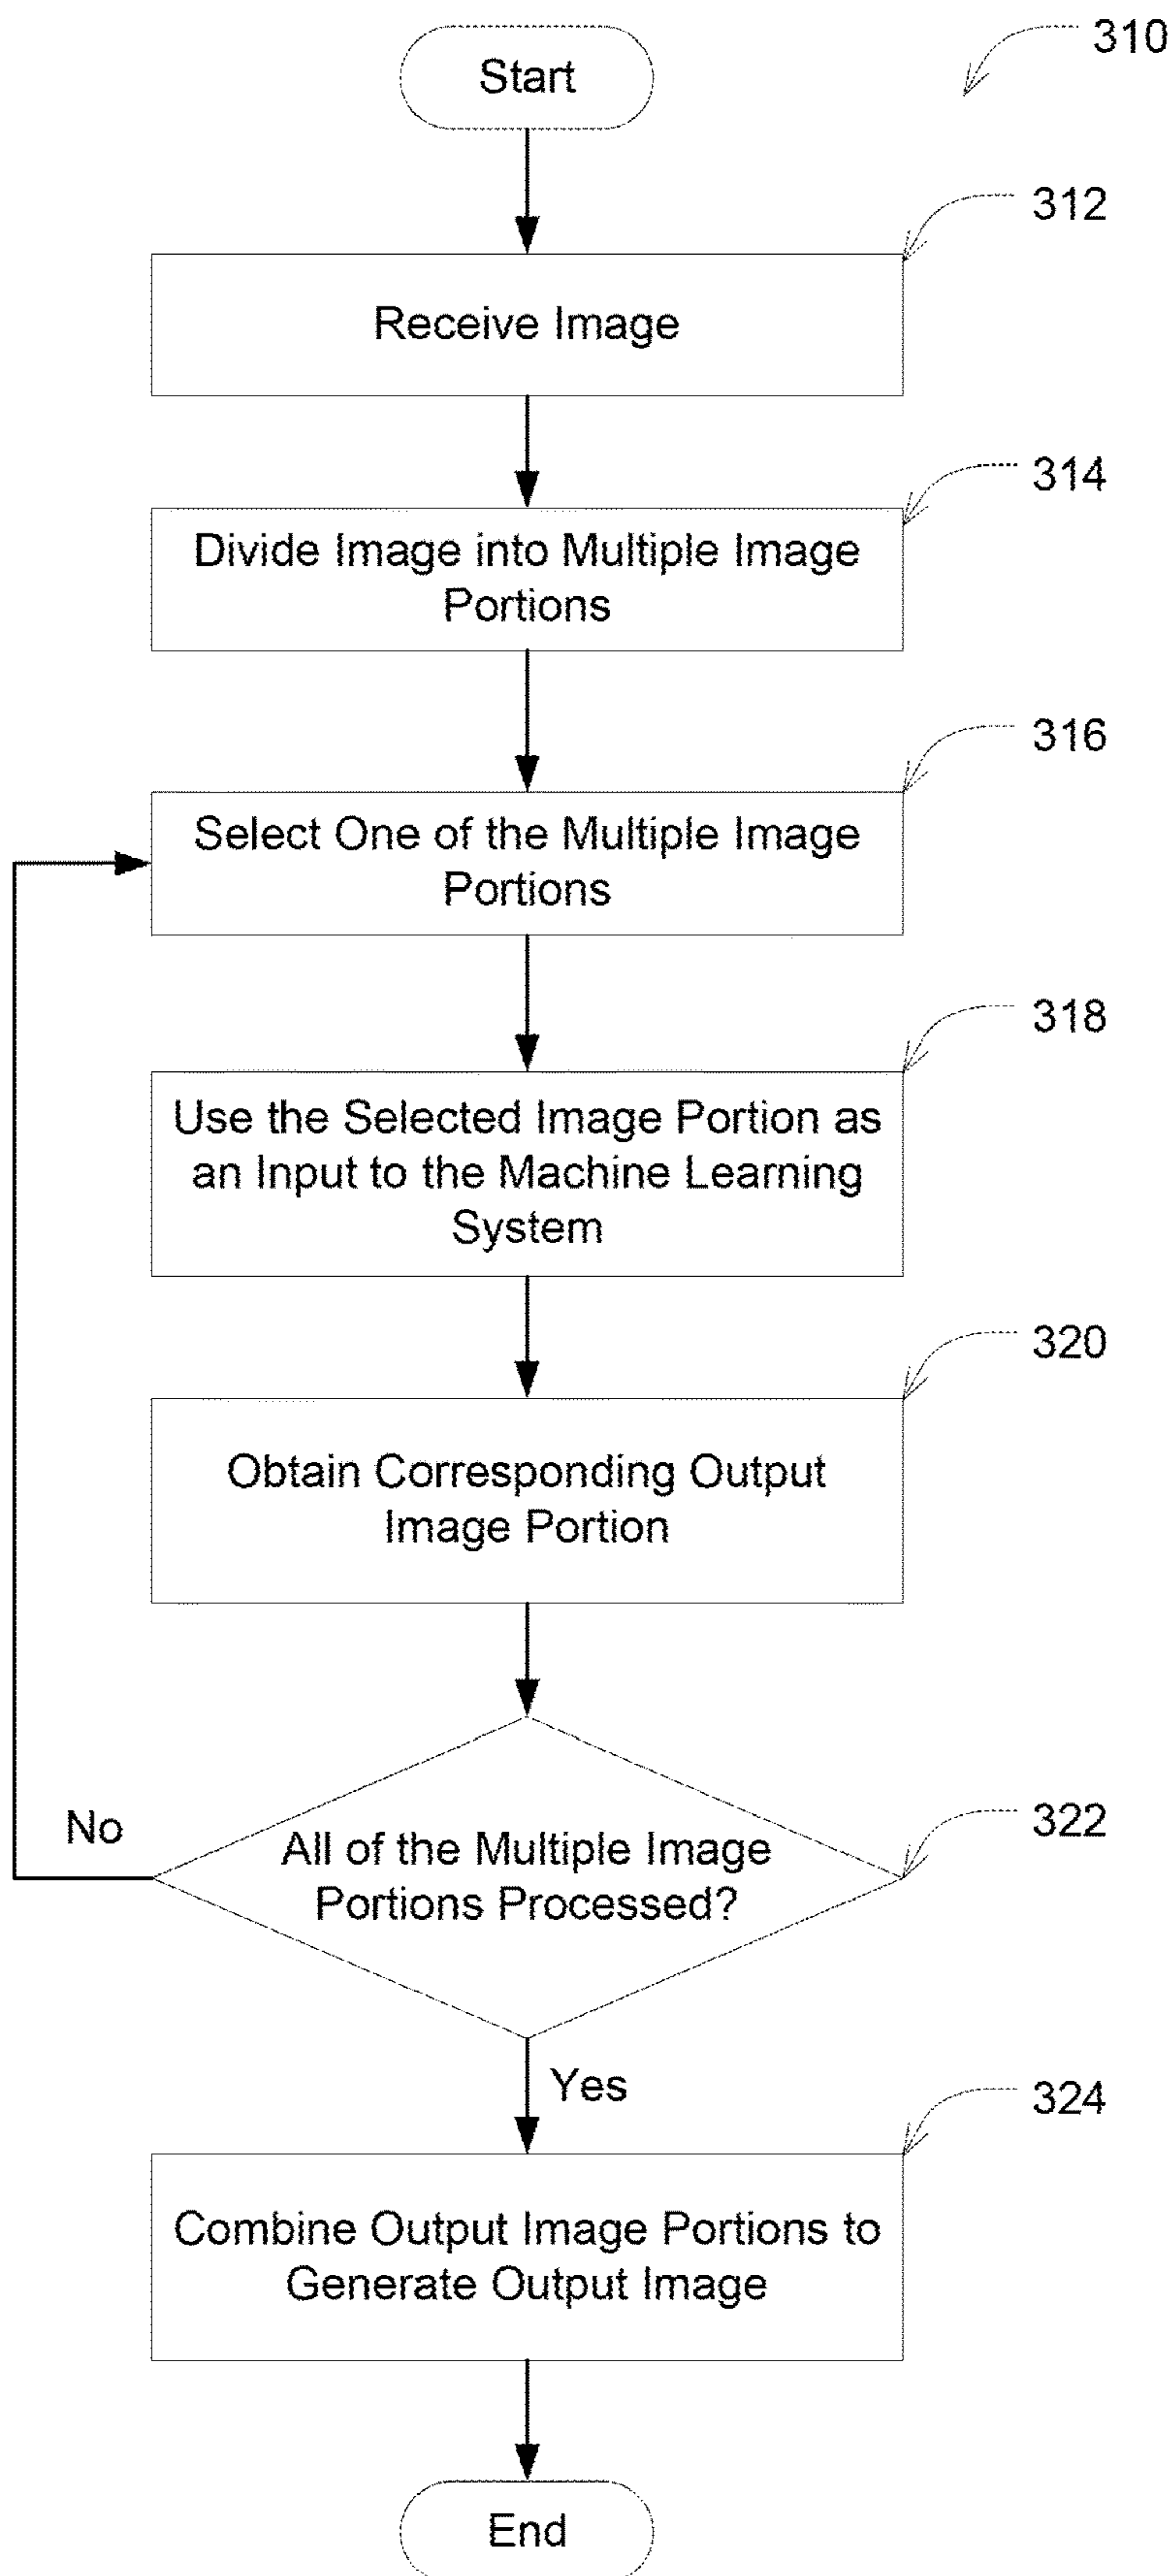 Start
310
312
Receive Image
314
Divide Image into Multiple Image
Portions
316
Select One of the Multiple Image
Portions
318
Use the Selected Image Portion as
an Input to the Machine Learning
System
320
Obtain Corresponding Output
Image Portion
322
No
All of the Multiple Image
Portions Processed?
Yes
324
Combine Output Image Portions to
Generate Output Image
End